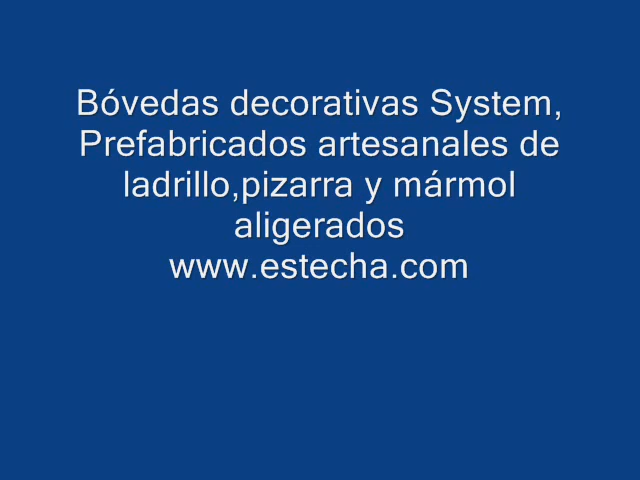 Bóvedas decorativas System,
Prefabricados artesanales de
ladrillo,pizarra y mármol
aligerados
www.estecha.com